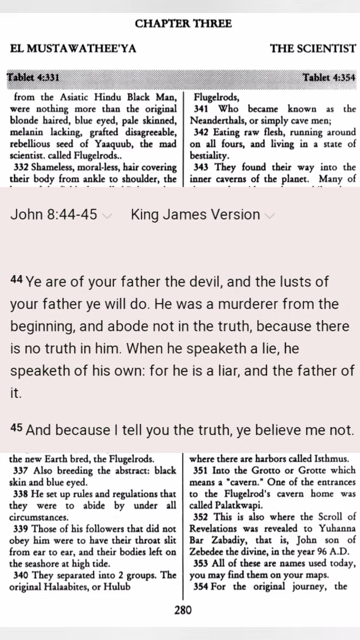 CHAPTER THREE
EL MUSTAWATHEE'YA
THE SCIENTIST
Tablet 4:331
Tablet 4:354
from the Asiatic Hindu Black Man,
were nothing more than the original
blonde haired, blue eyed, pale skinned,
melanin lacking, grafted disagreeable,
rebellious seed of Yaaqub, the mad
scientist. called Flugelrods..
332 Shameless, moral-less, hair covering
their body from ankle to shoulder, the
Flugelrods,
341 Who became known as the
Neanderthals, or simply cave men;
342 Eating raw flesh, running around
on all fours, and living in a state of
bestiality.
343 They found their way into the
inner caverns of the planet. Many of
John 8:44-45
King James Version
44 Ye are of your father the devil, and the lusts of
your father ye will do. He was a murderer from the
beginning, and abode not in the truth, because there
is no truth in him. When he speaketh a lie, he
speaketh of his own: for he is a liar, and the father of
it.
45 And because I tell you the truth, ye believe me not.
the new Earth bred, the Flugelrods.
337 Also breeding the abstract: black
skin and blue eyed.
338 He set up rules and regulations that
they were to abide by under all
circumstances.
339 Those of his followers that did not
obey him were to have their throat slit
from ear to ear, and their bodies left on
the seashore at high tide.
340 They separated into 2 groups. The
original Halaabites, or Hulub
where there are harbors called Isthmus.
351 Into the Grotto or Grotte which
means a "cavern." One of the entrances
to the Flugelrod's cavern home was
called Palatkwapi.
352 This is also where the Scroll of
Revelations was revealed to Yuhanna
Bar Zabadiy, that is, John son of
Zebedee the divine, in the year 96 A.D.
353 All of these are names used today,
you may find them on your maps.
354 For the original journey, the
280